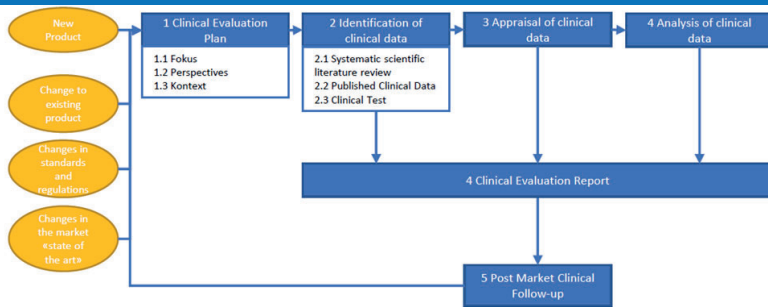 New
Product
Change to
existing
product
Changes in
standards
and
regulations
Changes in
the market
«state of
the art»
1 Clinical Evaluation
Plan
1.1 Fokus
1.2 Perspectives
1.3 Kontext
2 Identification of
clinical data
2.1 Systematic scientific
literature review
2.2 Published Clinical Data
2.3 Clinical Test
3 Appraisal of clinical
data
4 Analysis of clinical
data
4 Clinical Evaluation Report
5 Post Market Clinical
Follow-up